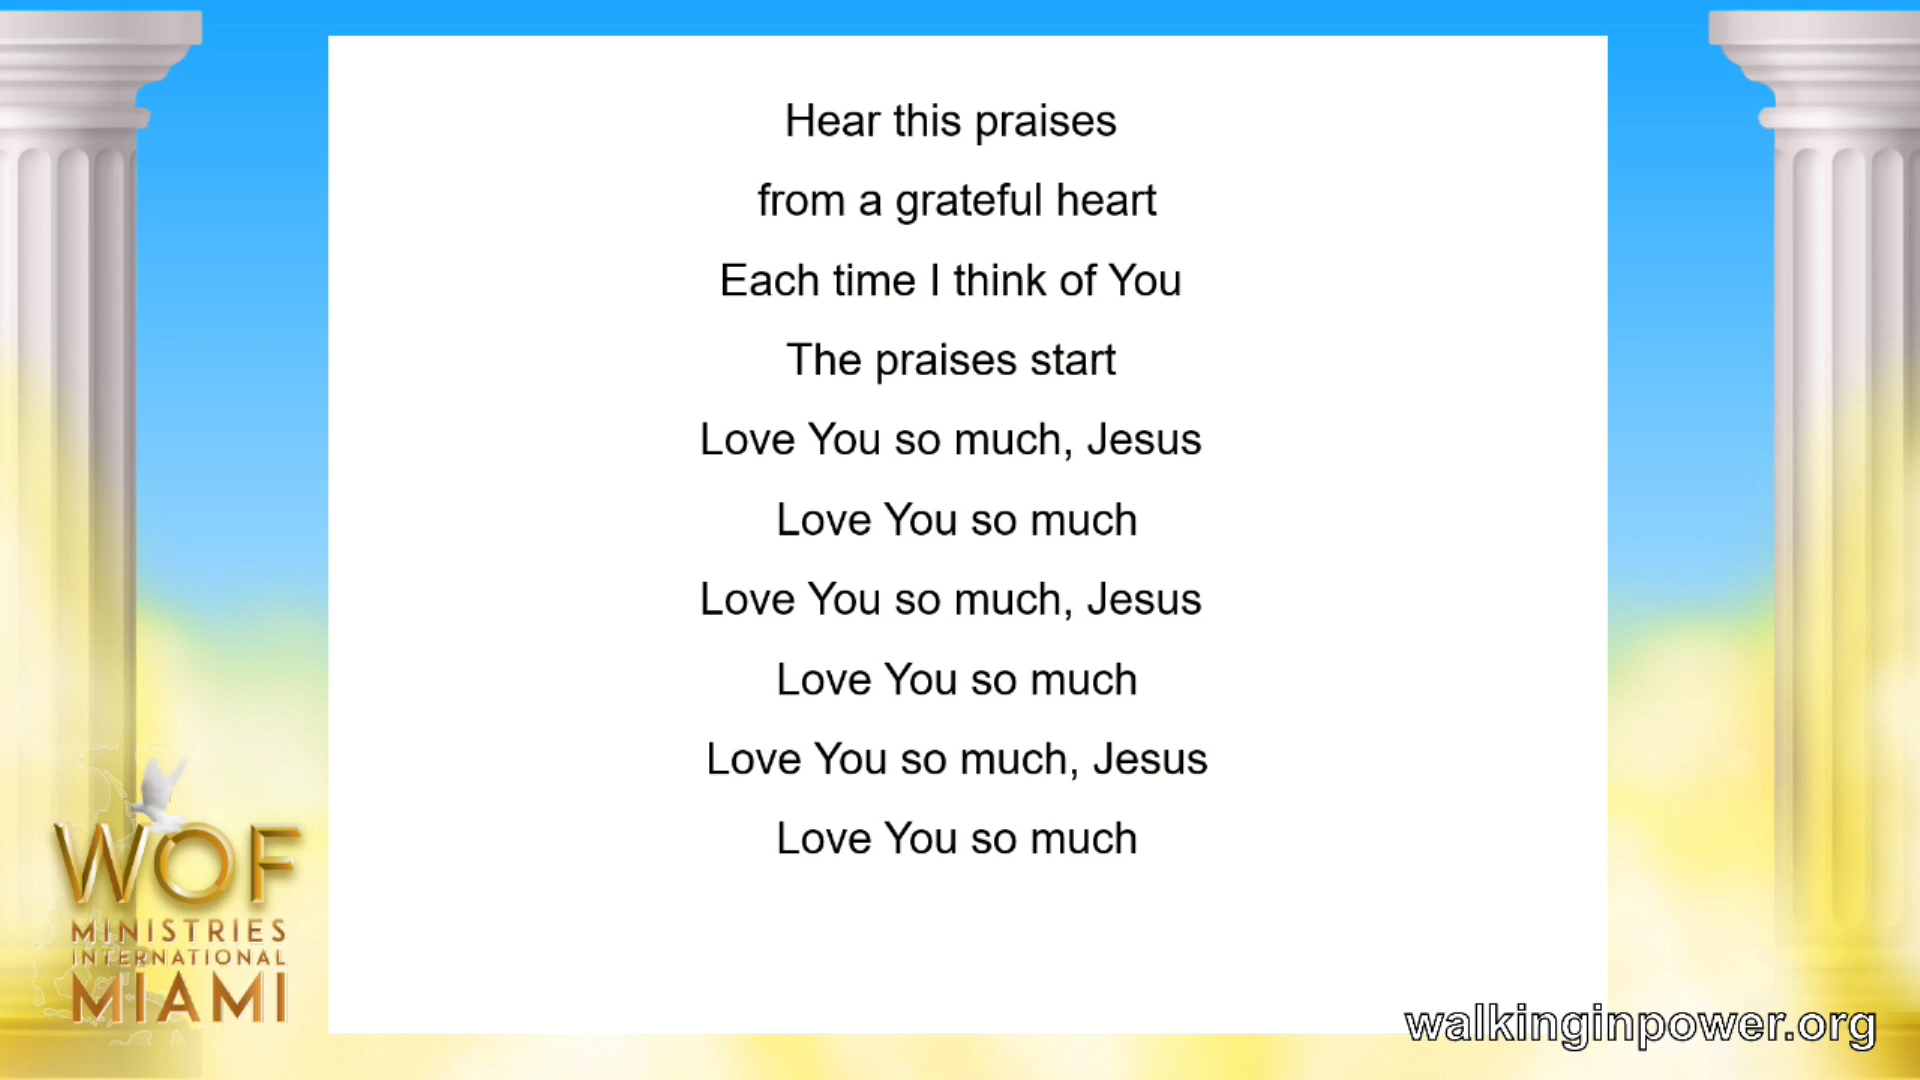 Hear this praises
from a grateful heart
Each time I think of You
The praises start
Love You so much, Jesus
Love You so much
Love You so much, Jesus
Love You so much
Love You so much, Jesus
Love You so much
WOF
MINISTRIES
INTERNATIONAL
MIAMI
walkinginpower.org